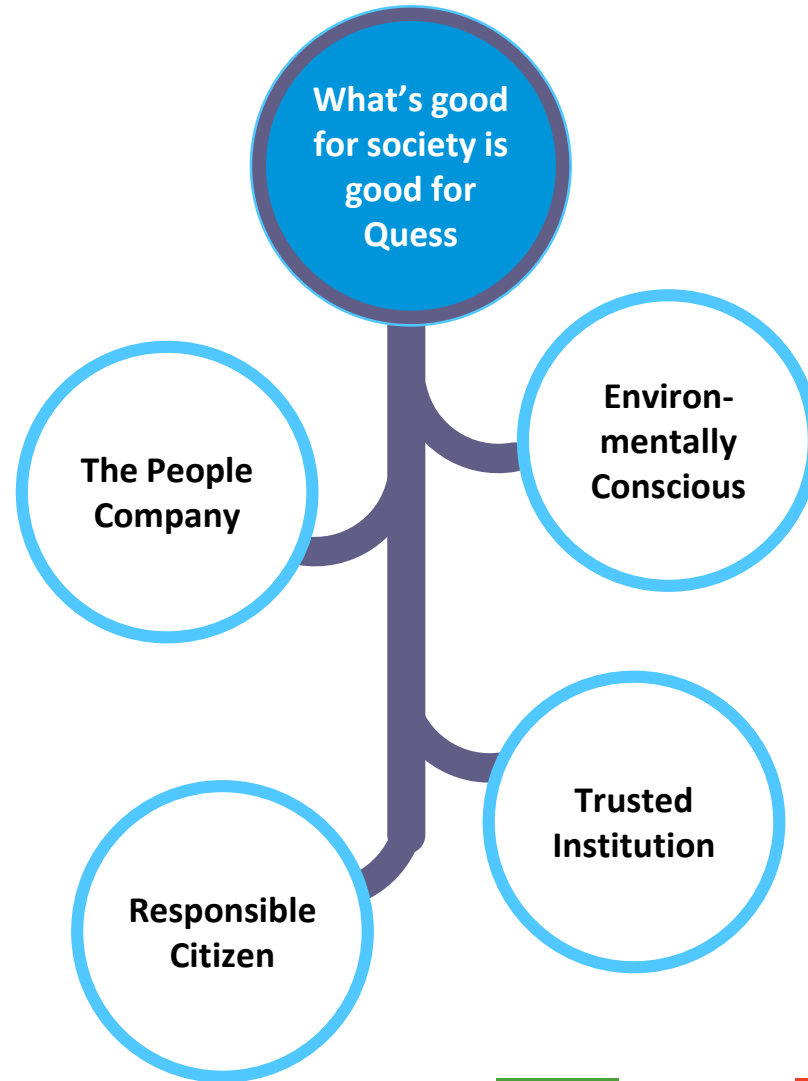 What’s good
for society is
good for
Quess
The People
Company
Environ-
mentally
Conscious
Trusted
Institution
Responsible
Citizen